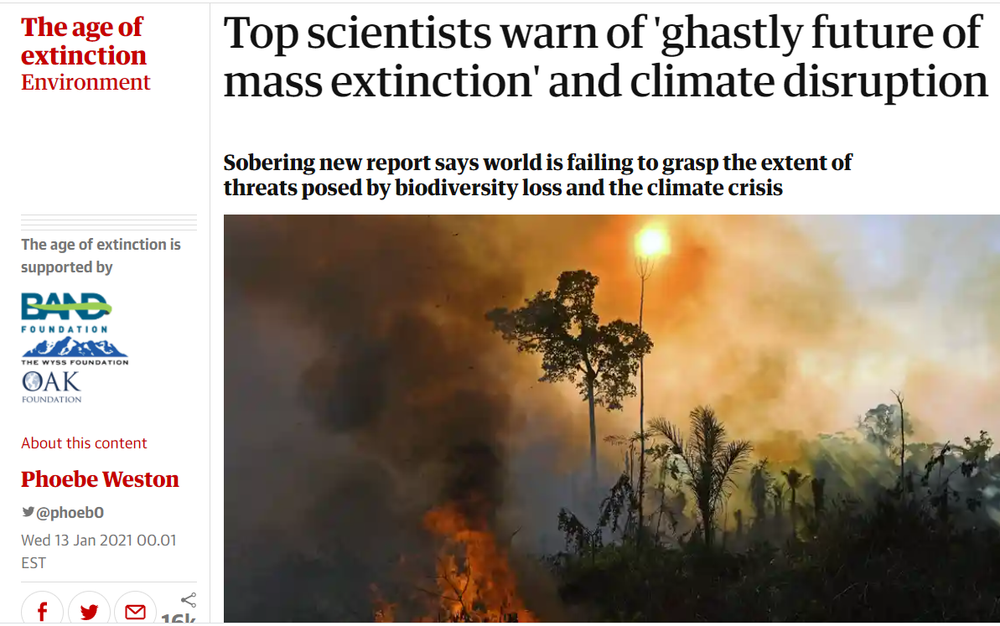 The age of
extinction
Environment
Top scientists warn of 'ghastly future of
mass extinction' and climate disruption
Sobering new report says world is failing to grasp the extent of
threats posed by biodiversity loss and the climate crisis
The age of extinction is
supported by
BAND
FOUNDATION
THE WYSS FOUNDATION
OAK
FOUNDATION
About this content
Phoebe Weston
@phoeb0
Wed 13 Jan 2021 00.01
EST
16k